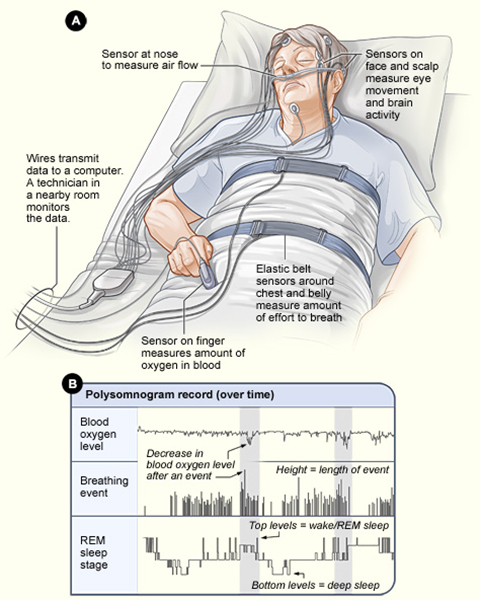 A
Sensor at nose
to measure air flow
Sensors on
face and scalp
measure eye
movement
and brain
activity
Wires transmit
data to a computer.
A technician in
a nearby room
monitors
the data.
Elastic belt
sensors around
chest and belly
measure amount
of effort to breath
Sensor on finger
measures amount of
oxygen in blood
B
Polysomnogram record (over time)
Blood
oxygen
level
Decrease in
blood oxygen level
after an event
Breathing
event
Height = length of event
REM
sleep
stage
Top levels = wake/REM sleep
Bottom levels = deep sleep